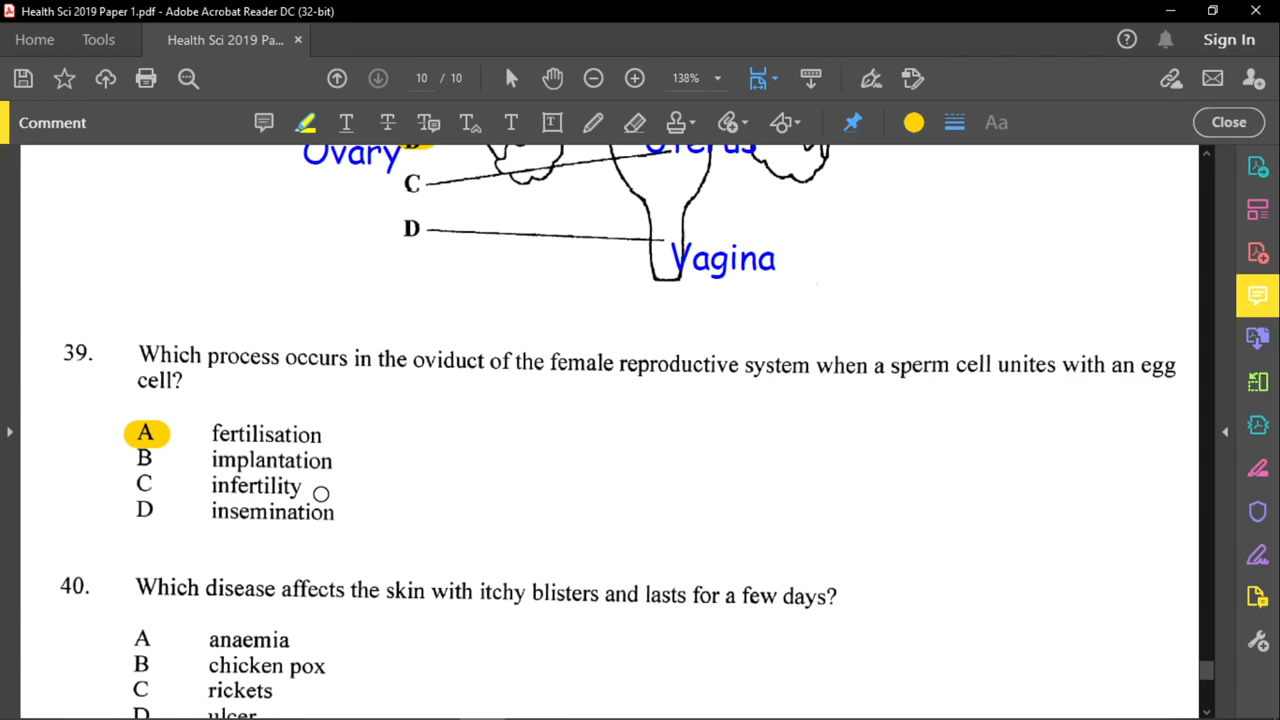 Health Sci 2019 Paper 1.pdf - Adobe Acrobat Reader DC (32-bit)
Home Tools Health Sci 2019 Pa... × Sign In
10 / 10 138%
Comment Aa Close
Ovary B Uterus
C
D
Vagina
39. Which process occurs in the oviduct of the female reproductive system when a sperm cell unites with an egg
cell?
A fertilisation
B implantation
C infertility
D insemination
40. Which disease affects the skin with itchy blisters and lasts for a few days?
A anaemia
B chicken pox
C rickets
D ulcer